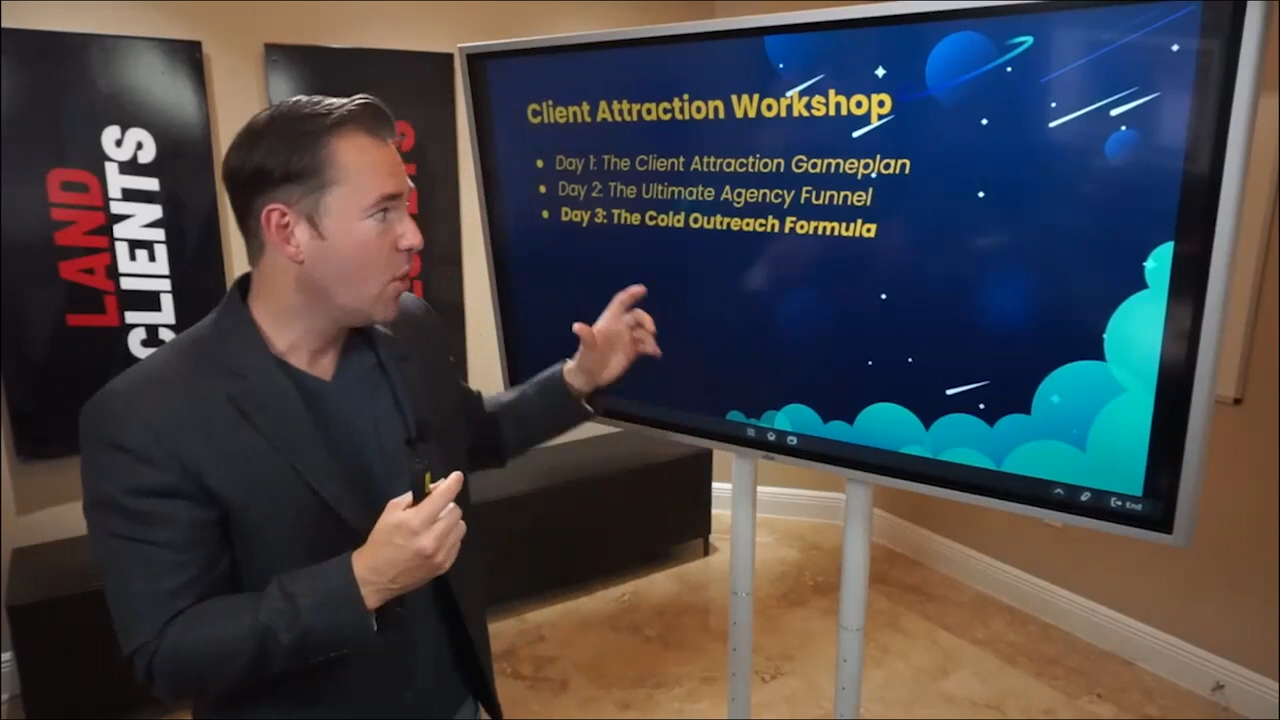 LAND
CLIENTS
Client Attraction Workshop
• Day 1: The Client Attraction Gameplan
• Day 2: The Ultimate Agency Funnel
• Day 3: The Cold Outreach Formula
End